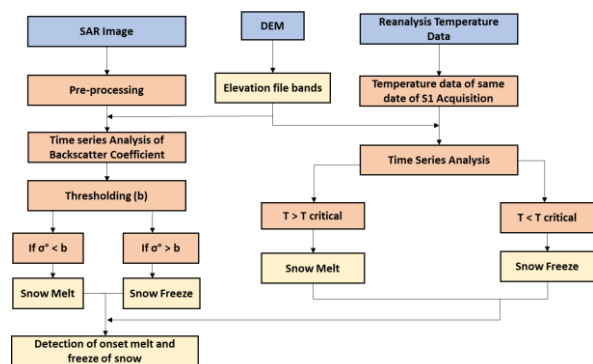 SAR Image
DEM
Reanalysis Temperature
Data
Pre-processing
Elevation file bands
Temperature data of same
date of S1 Acquisition
Time series Analysis of
Backscatter Coefficient
Time Series Analysis
Thresholding (b)
T > T critical
T < T critical
If σ° < b
If σ° > b
Snow Melt
Snow Freeze
Snow Melt
Snow Freeze
Detection of onset melt and
freeze of snow